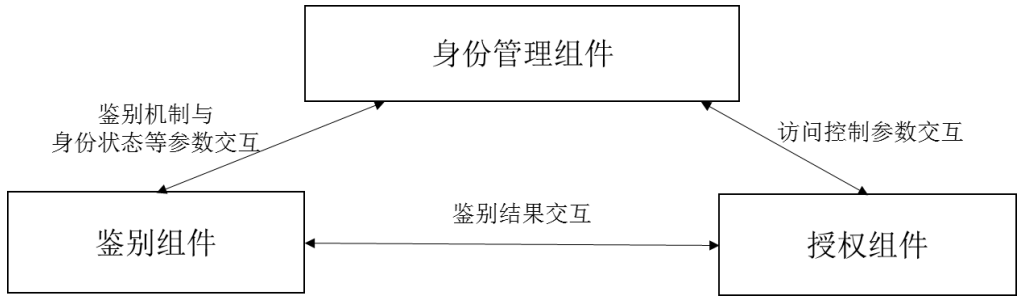 身份管理组件
鉴别机制与
身份状态等参数交互
访问控制参数交互
鉴别结果交互
鉴别组件
授权组件